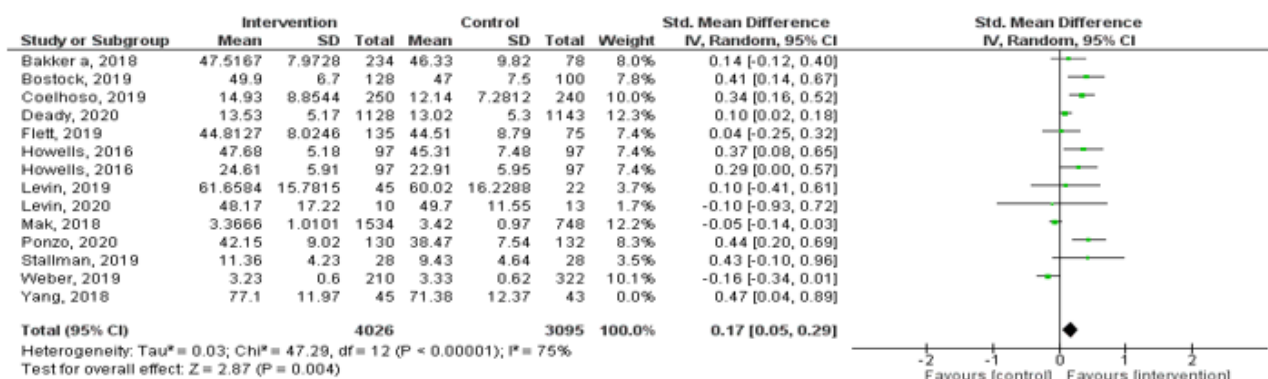 Intervention Control Std. Mean Difference Std. Mean Difference
Study or Subgroup Mean SD Total Mean SD Total Weight IV, Random, 95% CI IV, Random, 95% CI
Bakker a, 2018 47.5167 7.9728 234 46.33 9.82 78 8.0% 0.14 [-0.12, 0.40]
Bostock, 2019 49.9 6.7 128 47 7.5 100 7.8% 0.41 [0.14, 0.67]
Coelhoso, 2019 14.93 8.8544 250 12.14 7.2812 240 10.0% 0.34 [0.16, 0.52]
Deady, 2020 13.53 5.17 1128 13.02 5.3 1143 12.3% 0.10 [0.02, 0.18]
Flett, 2019 44.8127 8.0246 135 44.51 8.79 75 7.4% 0.04 [-0.25, 0.32]
Howells, 2016 47.68 5.18 97 45.31 7.48 97 7.4% 0.37 [0.08, 0.65]
Howells, 2016 24.61 5.91 97 22.91 5.95 97 7.4% 0.29 [0.00, 0.57]
Levin, 2019 61.6584 15.7815 45 60.02 16.2288 22 3.7% 0.10 [-0.41, 0.61]
Levin, 2020 48.17 17.22 10 49.7 11.55 13 1.7% -0.10 [-0.93, 0.72]
Mak, 2018 3.3666 1.0101 1534 3.42 0.97 748 12.2% -0.05 [-0.14, 0.03]
Ponzo, 2020 42.15 9.02 130 38.47 7.54 132 8.3% 0.44 [0.20, 0.69]
Stallman, 2019 11.36 4.23 28 9.43 4.64 28 3.5% 0.43 [-0.10, 0.96]
Weber, 2019 3.23 0.6 210 3.33 0.62 322 10.1% -0.16 [-0.34, 0.01]
Yang, 2018 77.1 11.97 45 71.38 12.37 43 0.0% 0.47 [0.04, 0.89]
Total (95% CI) 4026 3095 100.0% 0.17 [0.05, 0.29]
Heterogeneity: Tau² = 0.03; Chi² = 47.29, df = 12 (P < 0.00001); I² = 75%
Test for overall effect: Z = 2.87 (P = 0.004)
-2 -1 0 1 2
Favours [control] Favours [intervention]